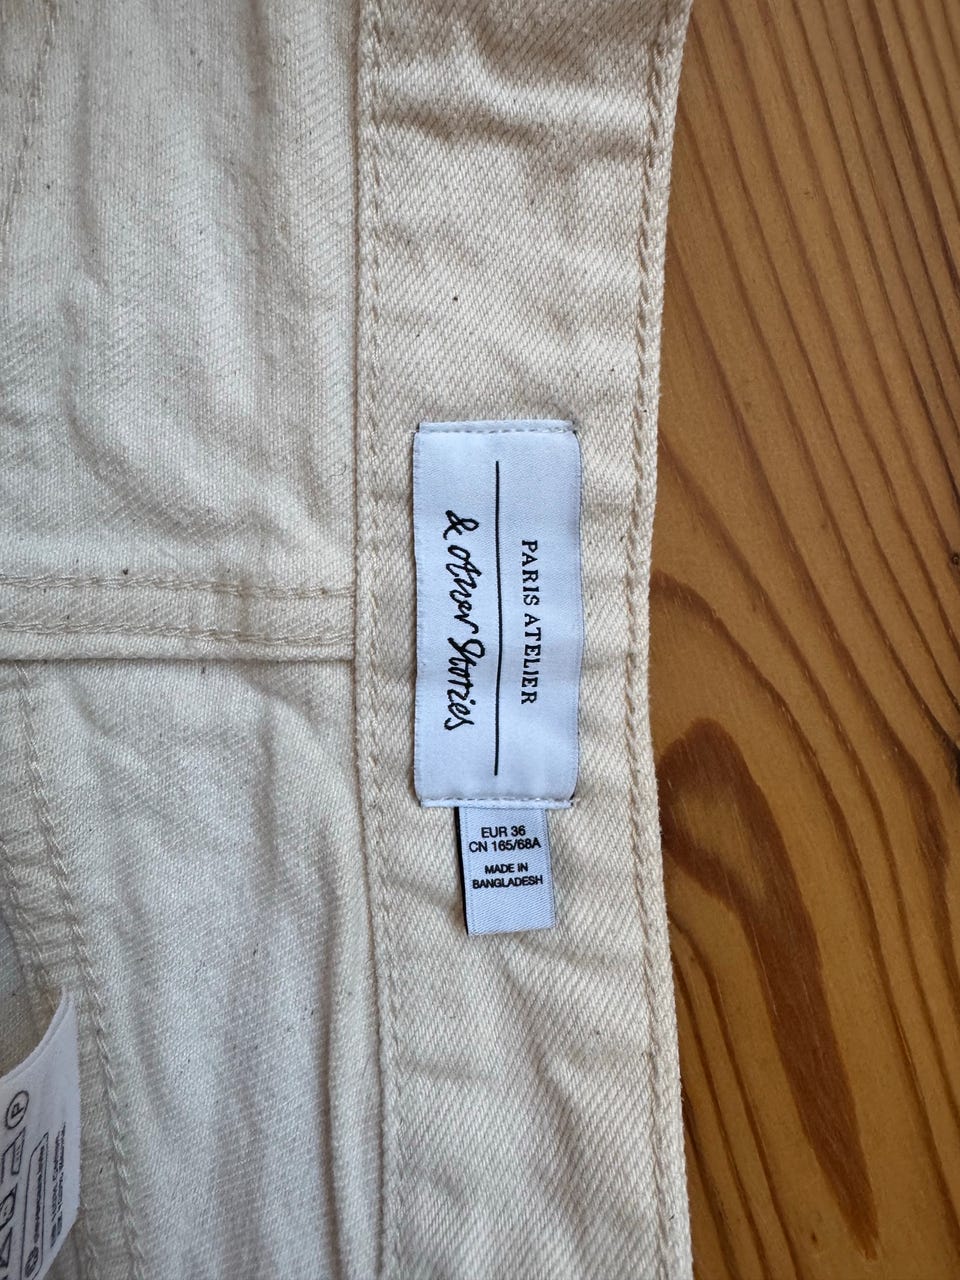 PARIS ATELIER
& Other Stories
EUR 36
CN 165/68A
MADE IN
BANGLADESH
P